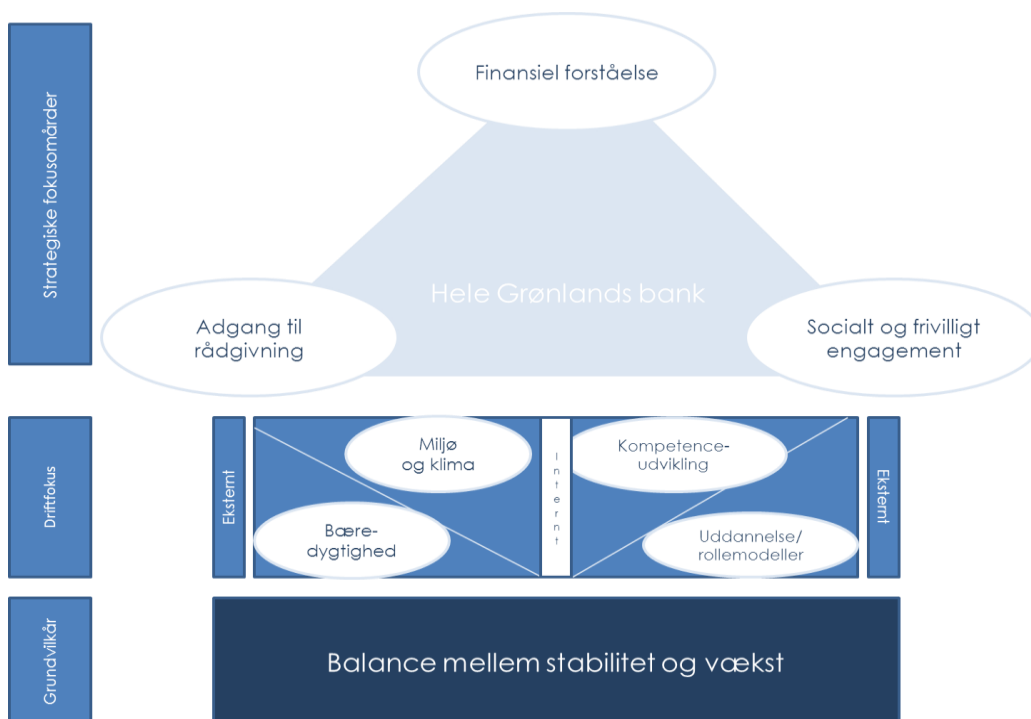 Strategiske fokusområder
Finansiel forståelse
Hele Grønlands bank
Adgang til
rådgivning
Socialt og frivilligt
engagement
Driftfokus
Eksternt
Miljø
og klima
Bære-
dygtighed
Internt
Kompetence-
udvikling
Uddannelse/
rollemodeller
Eksternt
Grundvilkår
Balance mellem stabilitet og vækst